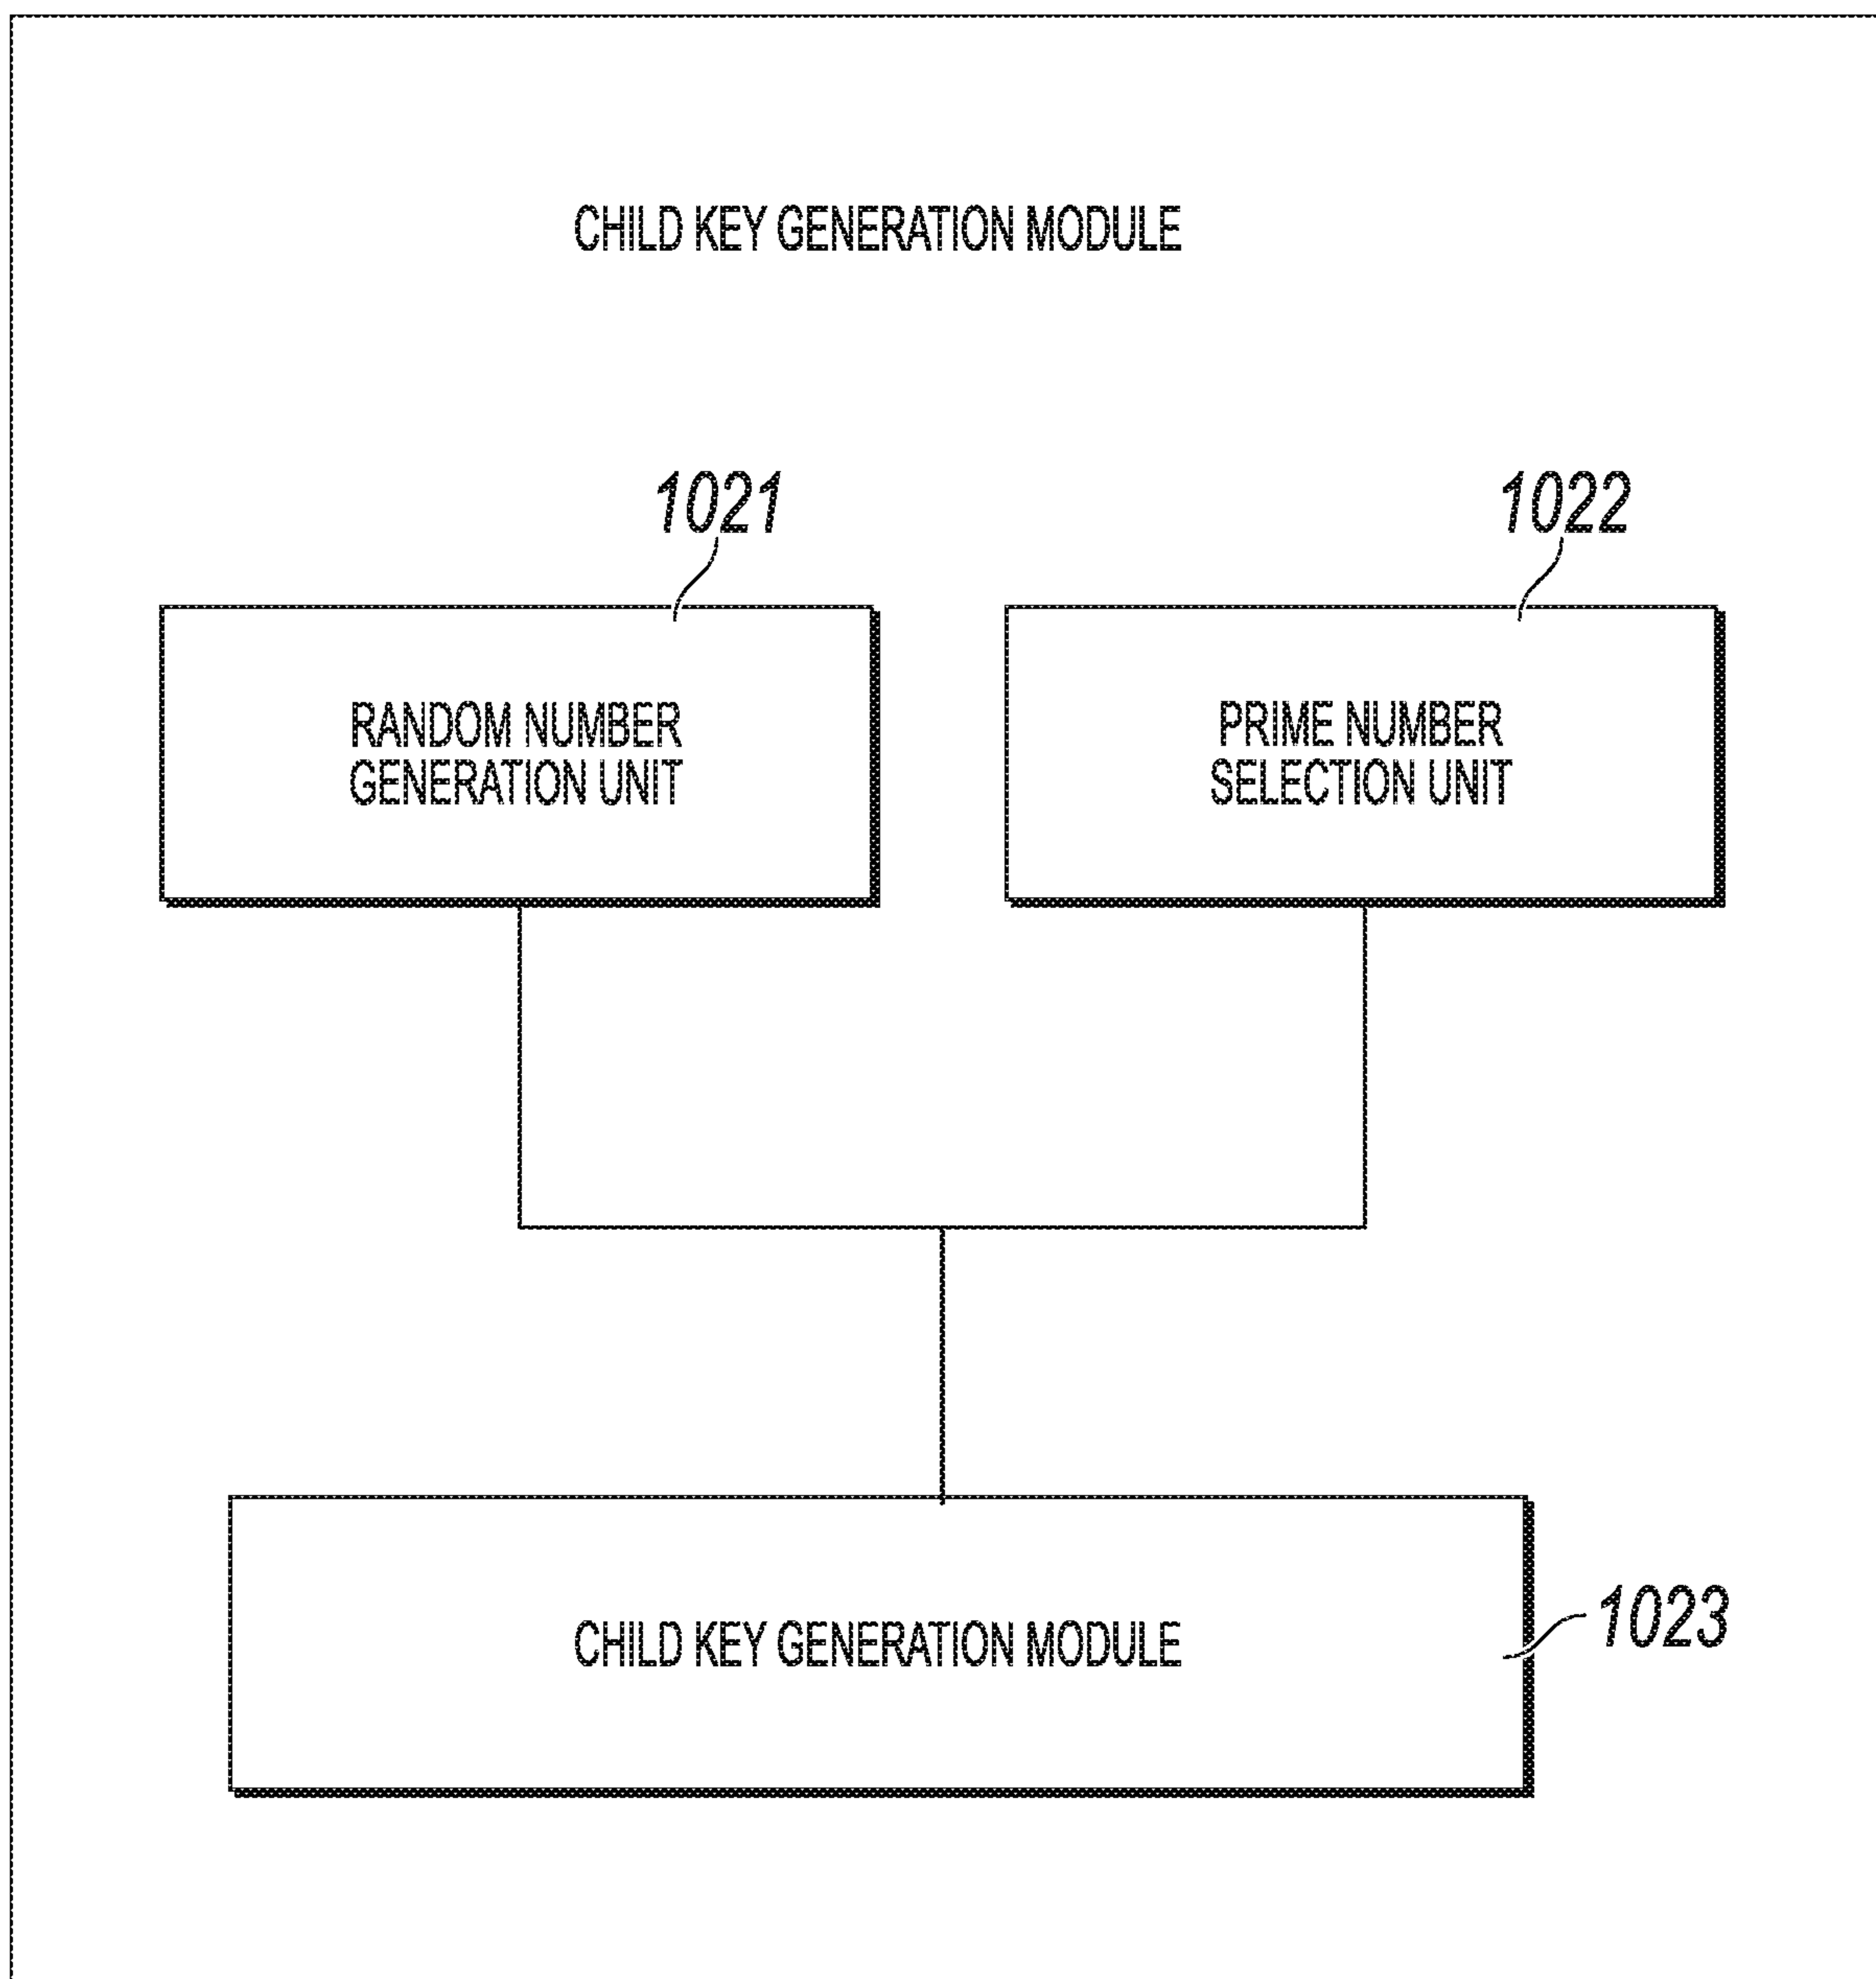 CHILD KEY GENERATION MODULE
1021
1022
RANDOM NUMBER
GENERATION UNIT
PRIME NUMBER
SELECTION UNIT
CHILD KEY GENERATION MODULE
1023